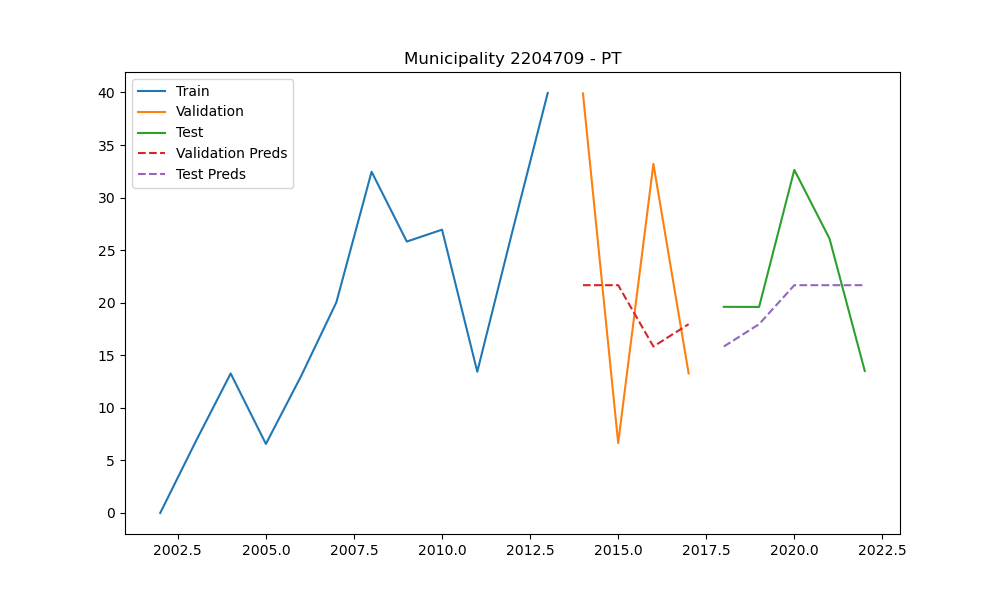 Municipality 2204709 - PT
Train
Validation
Test
Validation Preds
Test Preds
40
35
30
25
20
15
10
5
0
2002.5 2005.0 2007.5 2010.0 2012.5 2015.0 2017.5 2020.0 2022.5